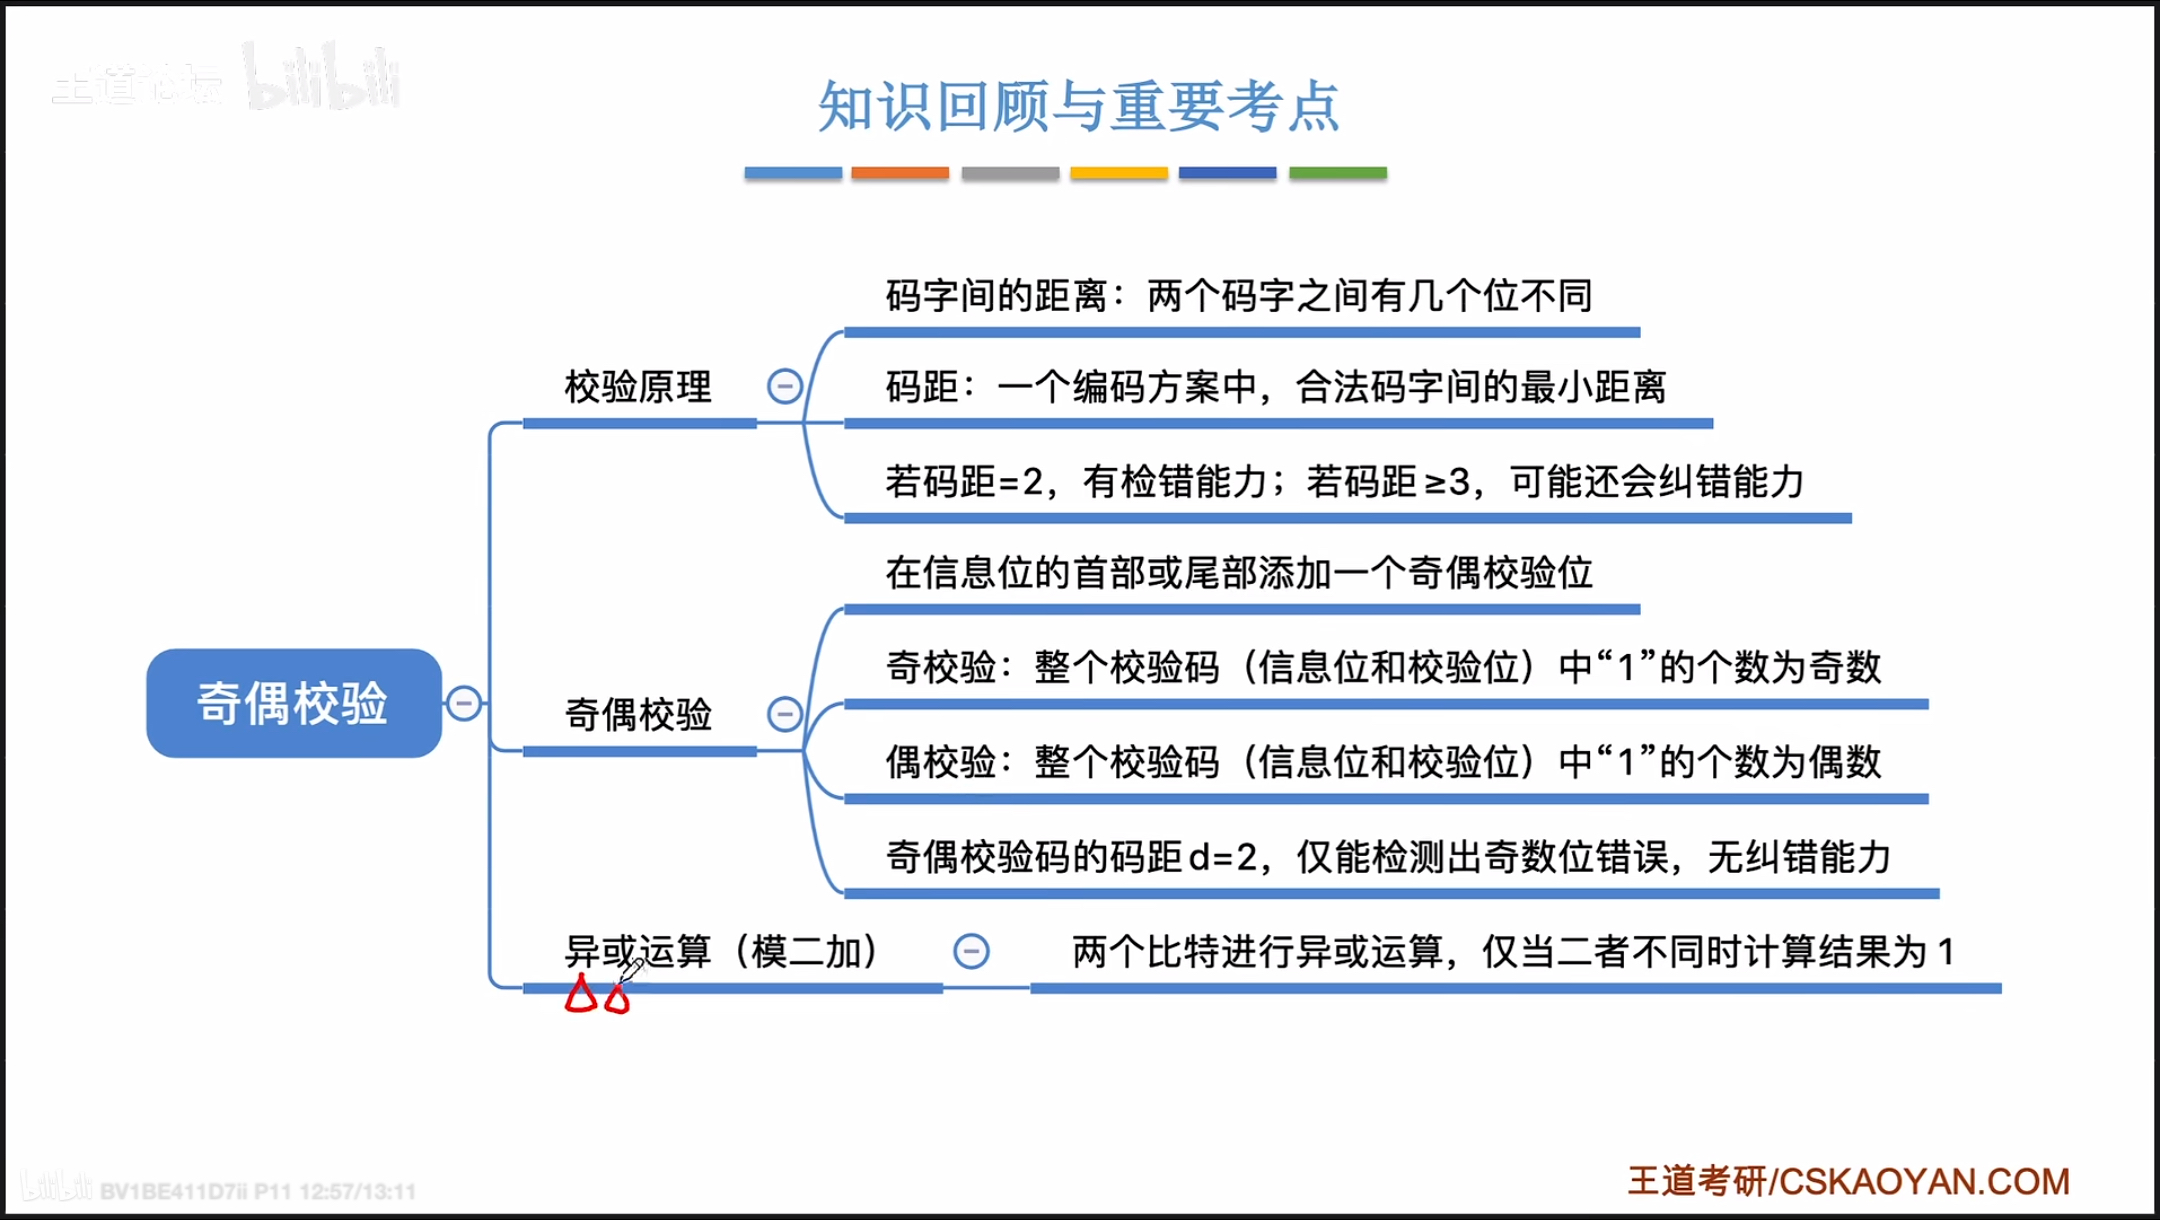 王道论坛 bilibili
知识回顾与重要考点
码字间的距离：两个码字之间有几个位不同
校验原理
码距：一个编码方案中，合法码字间的最小距离
若码距=2，有检错能力；若码距≥3，可能还会纠错能力
在信息位的首部或尾部添加一个奇偶校验位
奇校验：整个校验码（信息位和校验位）中“1”的个数为奇数
奇偶校验
奇偶校验
偶校验：整个校验码（信息位和校验位）中“1”的个数为偶数
奇偶校验码的码距d=2，仅能检测出奇数位错误，无纠错能力
异或运算（模二加）
两个比特进行异或运算，仅当二者不同时计算结果为1
王道考研/CSKAOYAN.COM
bilibili BV1BE411D7ii P11 12:57/13:11